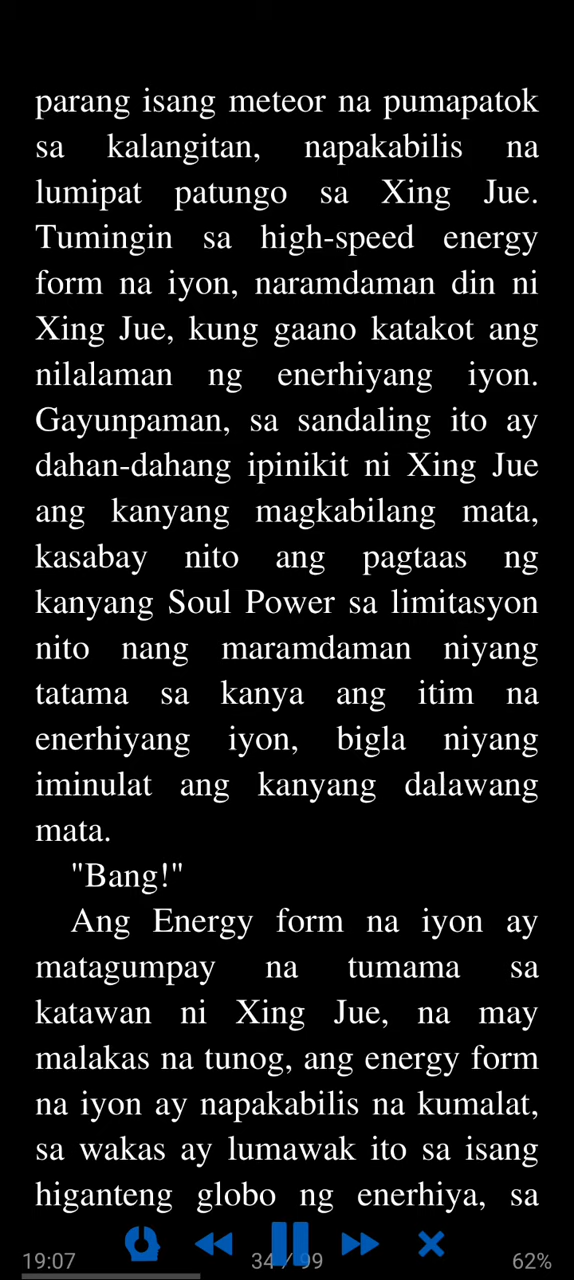 parang isang meteor na pumapatok
sa kalangitan, napakabilis na
lumipat patungo sa Xing Jue.
Tumingin sa high-speed energy
form na iyon, naramdaman din ni
Xing Jue, kung gaano katakot ang
nilalaman ng enerhiyang iyon.
Gayunpaman, sa sandaling ito ay
dahan-dahang ipinikit ni Xing Jue
ang kanyang magkabilang mata,
kasabay nito ang pagtaas ng
kanyang Soul Power sa limitasyon
nito nang maramdaman niyang
tatama sa kanya ang itim na
enerhiyang iyon, bigla niyang
iminulat ang kanyang dalawang
mata.
"Bang!"
Ang Energy form na iyon ay
matagumpay na tumama sa
katawan ni Xing Jue, na may
malakas na tunog, ang energy form
na iyon ay napakabilis na kumalat,
sa wakas ay lumawak ito sa isang
higanteng globo ng enerhiya, sa
19:07 34 / 99 62%